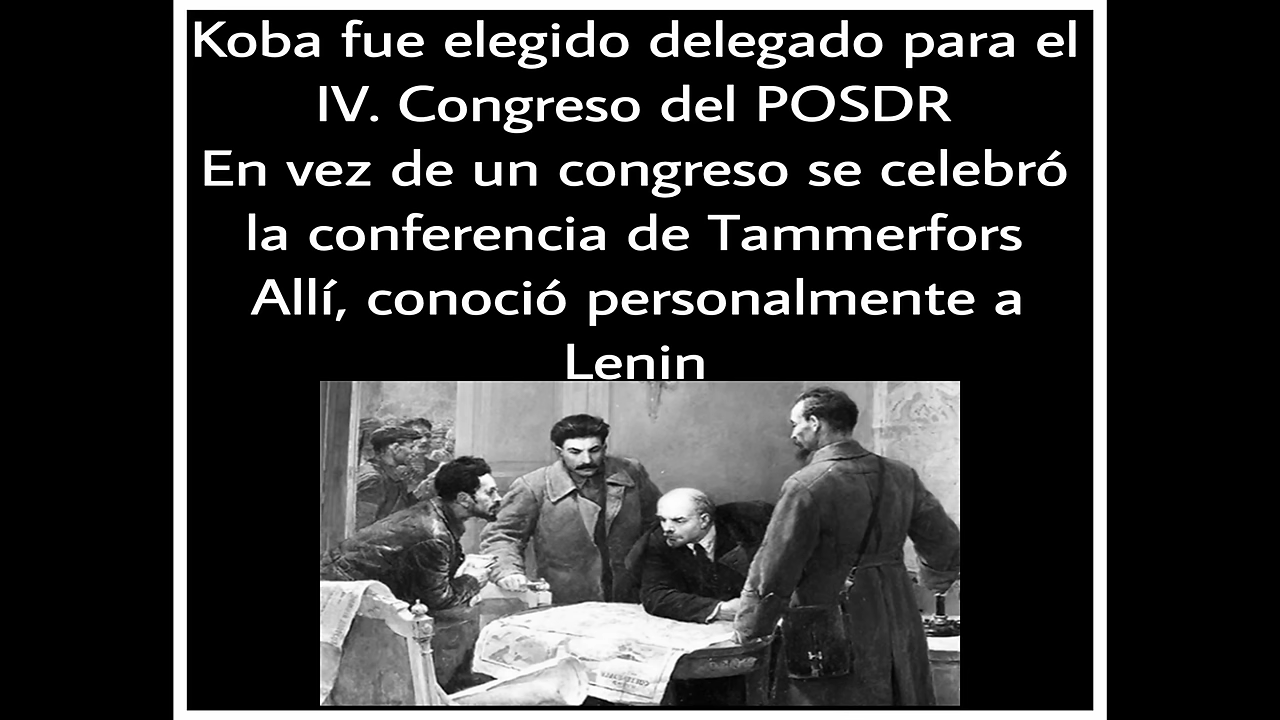 Koba fue elegido delegado para el
IV. Congreso del POSDR
En vez de un congreso se celebró
la conferencia de Tammerfors
Allí, conoció personalmente a
Lenin